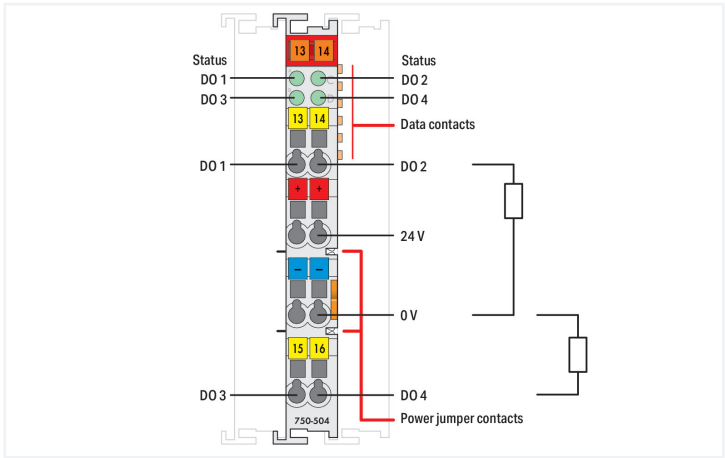 13 14
Status Status
DO 1 C DO 2
DO 3 D DO 4
13 14
Data contacts
DO 1 DO 2
+ +
24 V
– –
0 V
15 16
DO 3 DO 4
Power jumper contacts
750-504